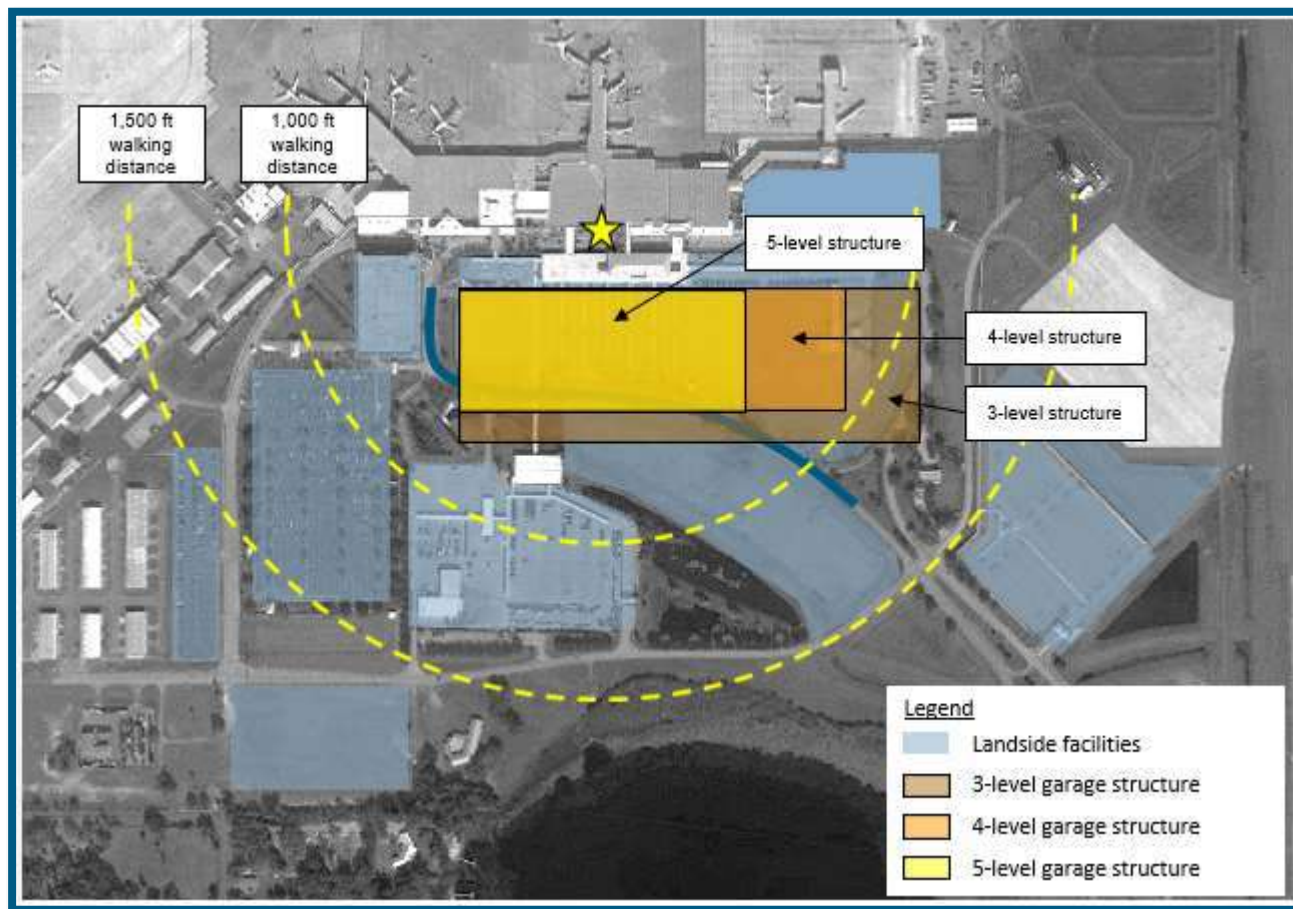 1,500 ft
walking
distance
1,000 ft
walking
distance
5-level structure
4-level structure
3-level structure
Legend
Landside facilities
3-level garage structure
4-level garage structure
5-level garage structure